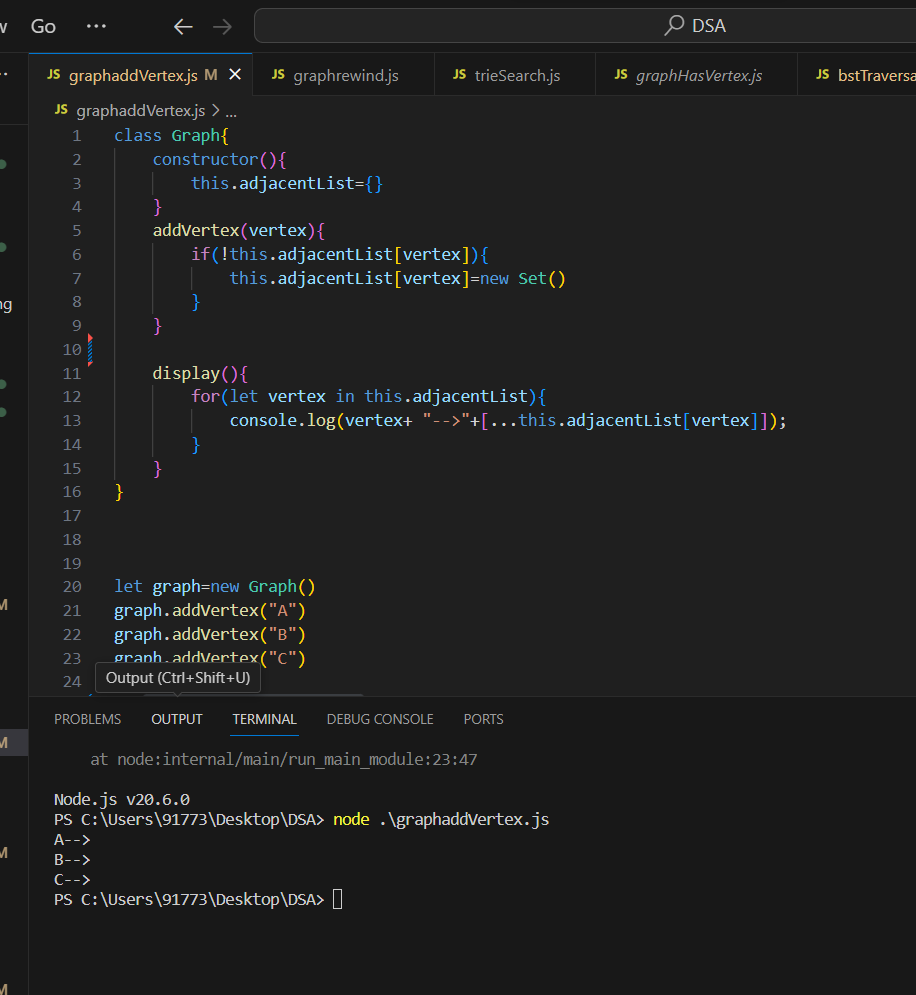 Go ··· ← → DSA
JS graphaddVertex.js M × JS graphrewind.js JS trieSearch.js JS graphHasVertex.js JS bstTraversa
JS graphaddVertex.js > ...
1 class Graph{
2     constructor(){
3         this.adjacentList={}
4     }
5     addVertex(vertex){
6         if(!this.adjacentList[vertex]){
7             this.adjacentList[vertex]=new Set()
8         }
9     }
10
11     display(){
12         for(let vertex in this.adjacentList){
13             console.log(vertex+ "-->"+[...this.adjacentList[vertex]]);
14         }
15     }
16 }
17
18
19
20 let graph=new Graph()
21 graph.addVertex("A")
22 graph.addVertex("B")
23 graph.addVertex("C")
24
Output (Ctrl+Shift+U)
ng
M
M
M
M
PROBLEMS OUTPUT TERMINAL DEBUG CONSOLE PORTS
at node:internal/main/run_main_module:23:47
Node.js v20.6.0
PS C:\Users\91773\Desktop\DSA> node .\graphaddVertex.js
A-->
B-->
C-->
PS C:\Users\91773\Desktop\DSA>